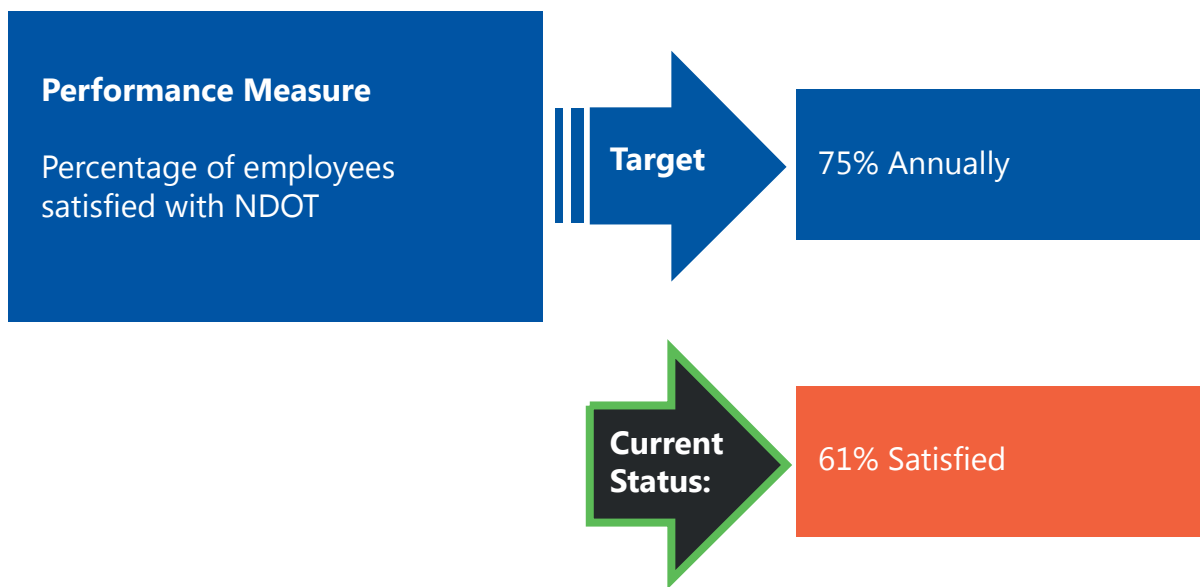 Performance Measure
Percentage of employees
satisfied with NDOT
Target
75% Annually
Current
Status:
61% Satisfied